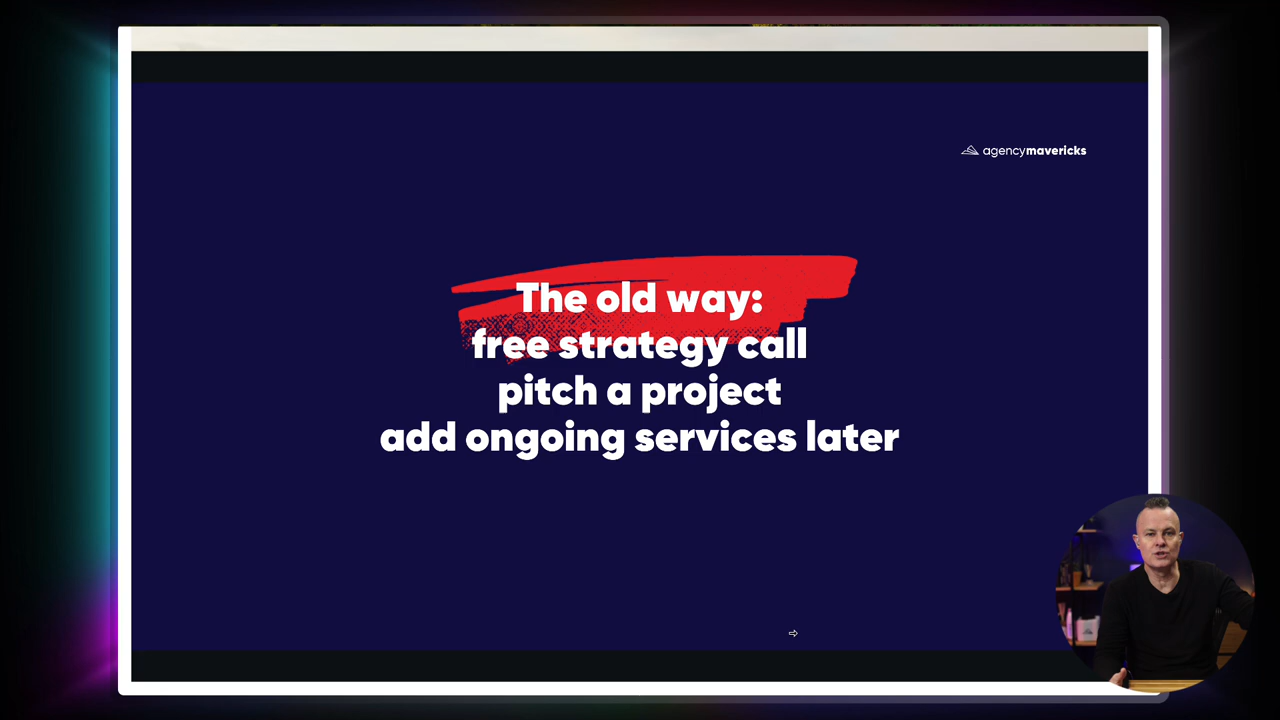 agencymavericks
The old way:
free strategy call
pitch a project
add ongoing services later